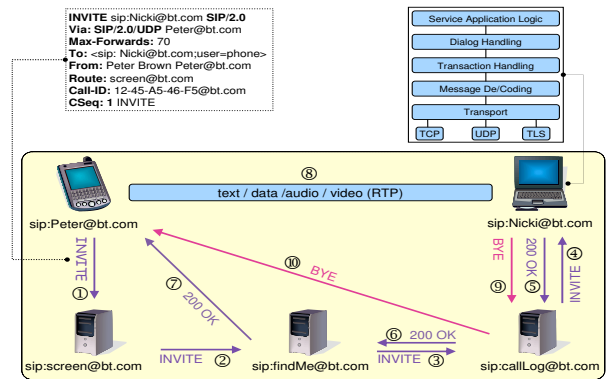 INVITE sip:Nicki@bt.com SIP/2.0
Via: SIP/2.0/UDP Peter@bt.com
Max-Forwards: 70
To: <sip: Nicki@bt.com;user=phone>
From: Peter Brown Peter@bt.com
Route: screen@bt.com
Call-ID: 12-45-A5-46-F5@bt.com
CSeq: 1 INVITE
Service Application Logic
Dialog Handling
Transaction Handling
Message De/Coding
Transport
TCP UDP TLS
⑧
text / data /audio / video (RTP)
sip:Peter@bt.com
sip:Nicki@bt.com
INVITE
①
⑦
200 OK
⑩
BYE
BYE
⑨
200 OK
⑤
④
INVITE
⑥ 200 OK
INVITE ②
INVITE ③
sip:screen@bt.com
sip:findMe@bt.com
sip:callLog@bt.com